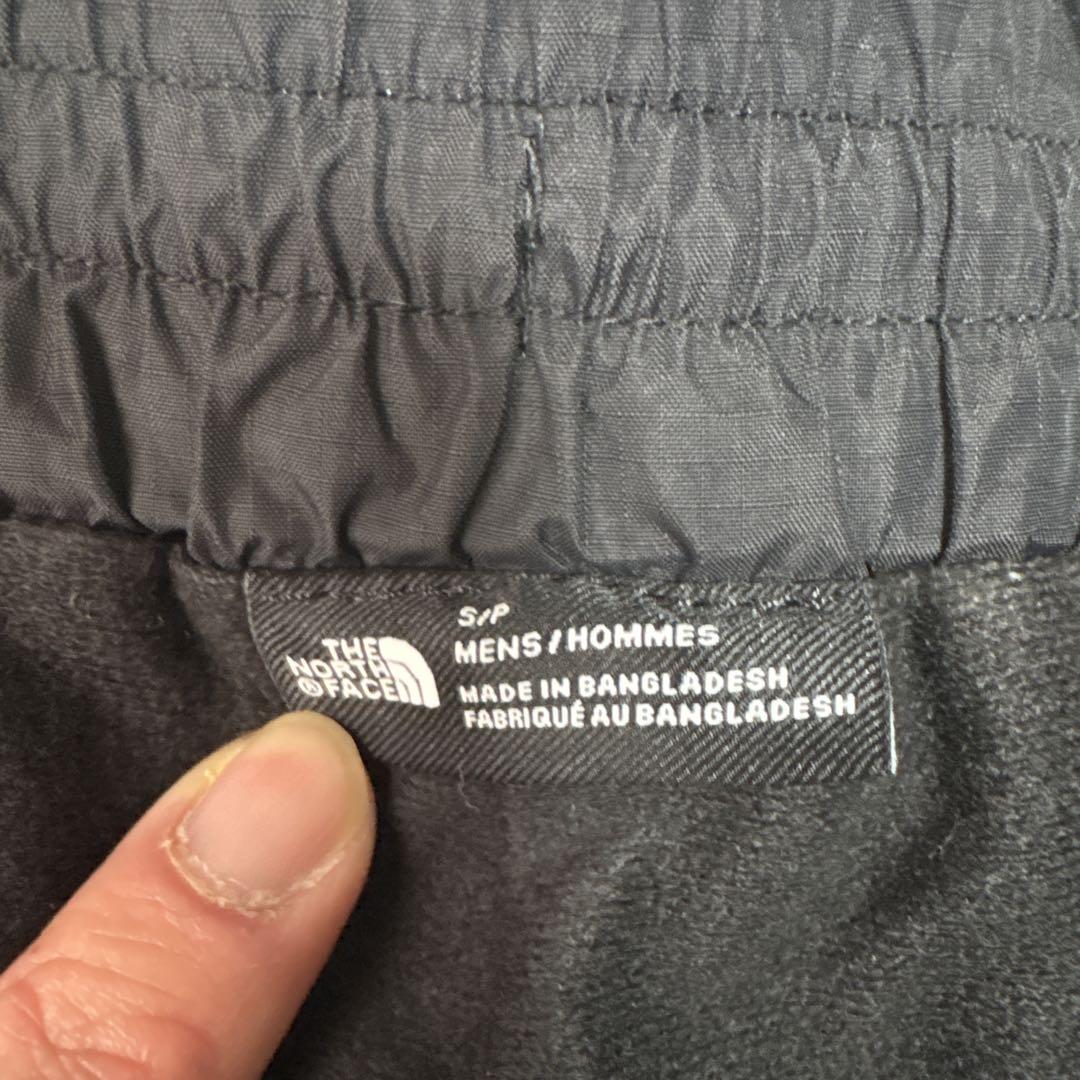 THE
NORTH
® FACE
S/P
MENS / HOMMES
MADE IN BANGLADESH
FABRIQUÉ AU BANGLADESH